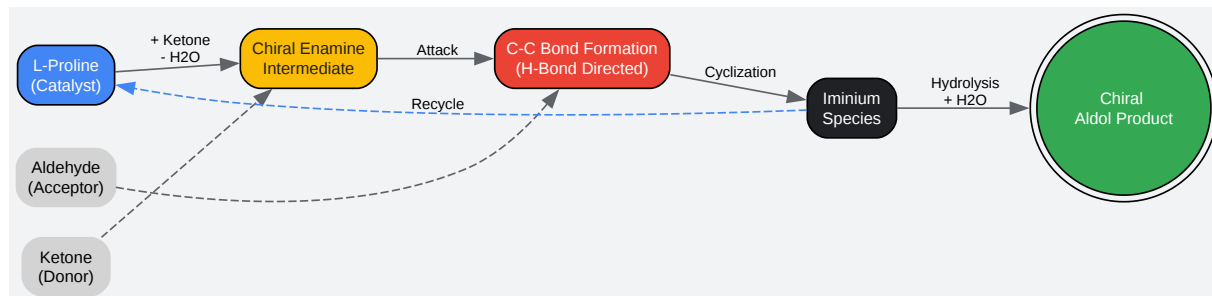 L-Proline
(Catalyst)
+ Ketone
- H2O
Chiral Enamine
Intermediate
Attack
C-C Bond Formation
(H-Bond Directed)
Cyclization
Recycle
Iminium
Species
Hydrolysis
+ H2O
Chiral
Aldol Product
Aldehyde
(Acceptor)
Ketone
(Donor)